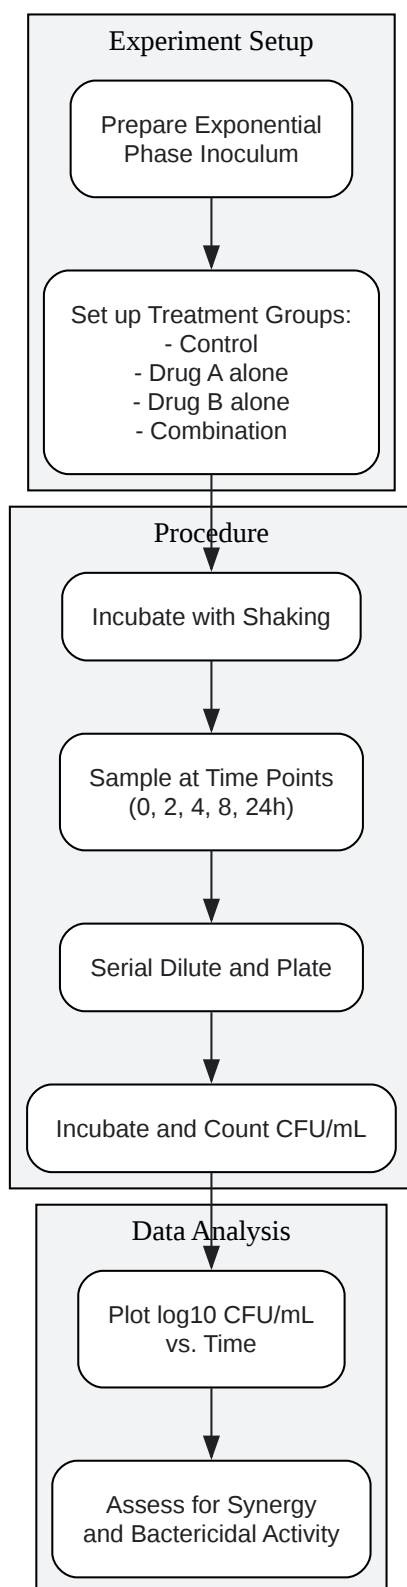 Experiment Setup
Prepare Exponential
Phase Inoculum
Set up Treatment Groups:
- Control
- Drug A alone
- Drug B alone
- Combination
Procedure
Incubate with Shaking
Sample at Time Points
(0, 2, 4, 8, 24h)
Serial Dilute and Plate
Incubate and Count CFU/mL
Data Analysis
Plot log10 CFU/mL
vs. Time
Assess for Synergy
and Bactericidal Activity